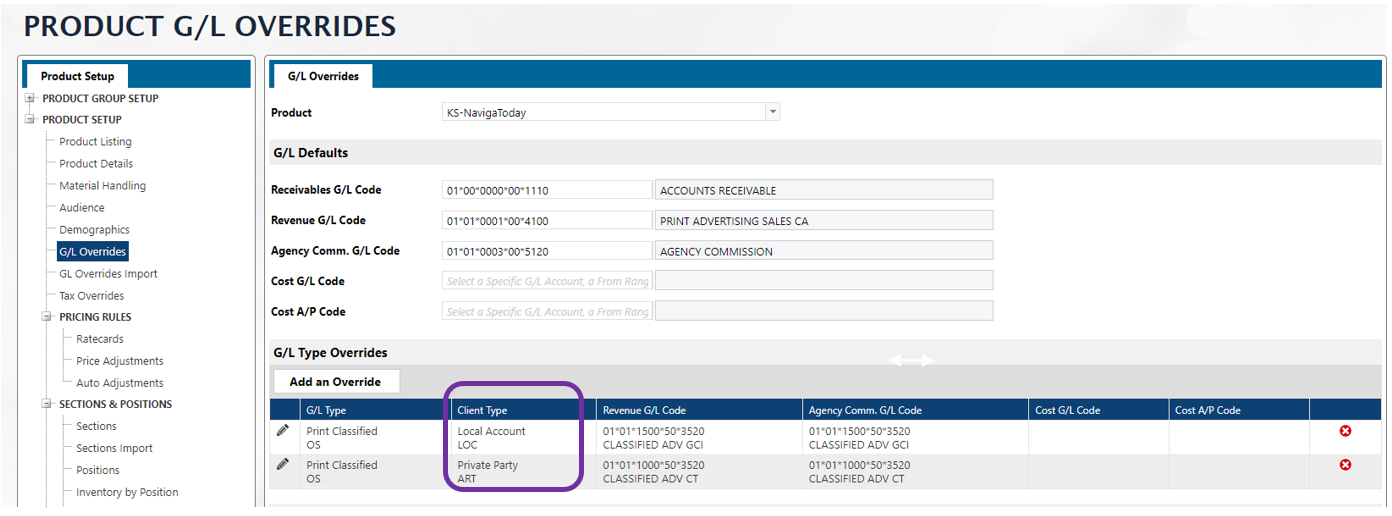 PRODUCT G/L OVERRIDES
Product Setup
PRODUCT GROUP SETUP
PRODUCT SETUP
Product Listing
Product Details
Material Handling
Audience
Demographics
G/L Overrides
GL Overrides Import
Tax Overrides
PRICING RULES
Ratecards
Price Adjustments
Auto Adjustments
SECTIONS & POSITIONS
Sections
Sections Import
Positions
Inventory by Position
G/L Overrides
Product KS-NavigaToday
G/L Defaults
Receivables G/L Code 01*00*0000*00*1110 ACCOUNTS RECEIVABLE
Revenue G/L Code 01*01*0001*00*4100 PRINT ADVERTISING SALES CA
Agency Comm. G/L Code 01*01*0003*00*5120 AGENCY COMMISSION
Cost G/L Code Select a Specific G/L Account, a From Rang
Cost A/P Code Select a Specific G/L Account, a From Rang
G/L Type Overrides
Add an Override
G/L Type Client Type Revenue G/L Code Agency Comm. G/L Code Cost G/L Code Cost A/P Code
Print Classified Local Account 01*01*1500*50*3520 01*01*1500*50*3520
OS LOC CLASSIFIED ADV GCI CLASSIFIED ADV GCI
Print Classified Private Party 01*01*1000*50*3520 01*01*1000*50*3520
OS ART CLASSIFIED ADV CT CLASSIFIED ADV CT